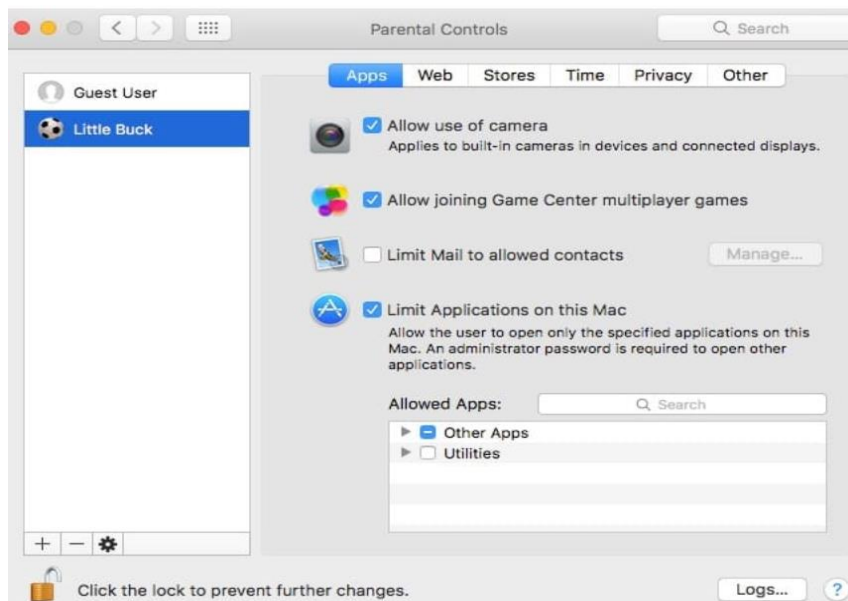 Parental Controls
Search
Guest User
Little Buck
Apps Web Stores Time Privacy Other
Allow use of camera
Applies to built-in cameras in devices and connected displays.
Allow joining Game Center multiplayer games
Limit Mail to allowed contacts
Manage...
Limit Applications on this Mac
Allow the user to open only the specified applications on this
Mac. An administrator password is required to open other
applications.
Allowed Apps:
Search
Other Apps
Utilities
Click the lock to prevent further changes.
Logs...
?